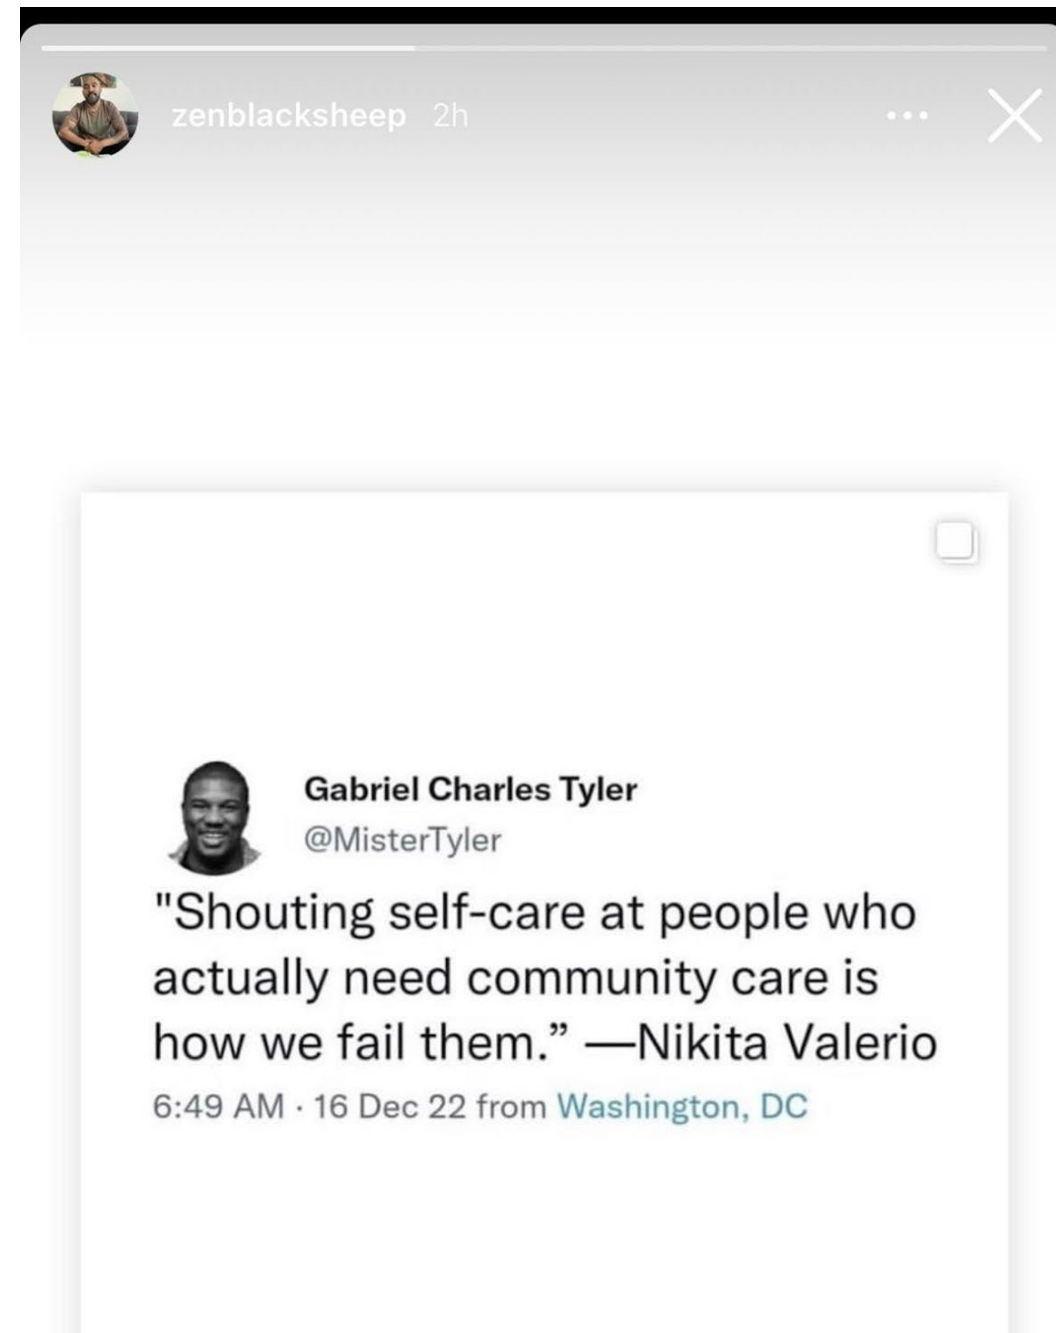 zenblacksheep 2h
Gabriel Charles Tyler
@MisterTyler
"Shouting self-care at people who
actually need community care is
how we fail them.” —Nikita Valerio
6:49 AM · 16 Dec 22 from Washington, DC